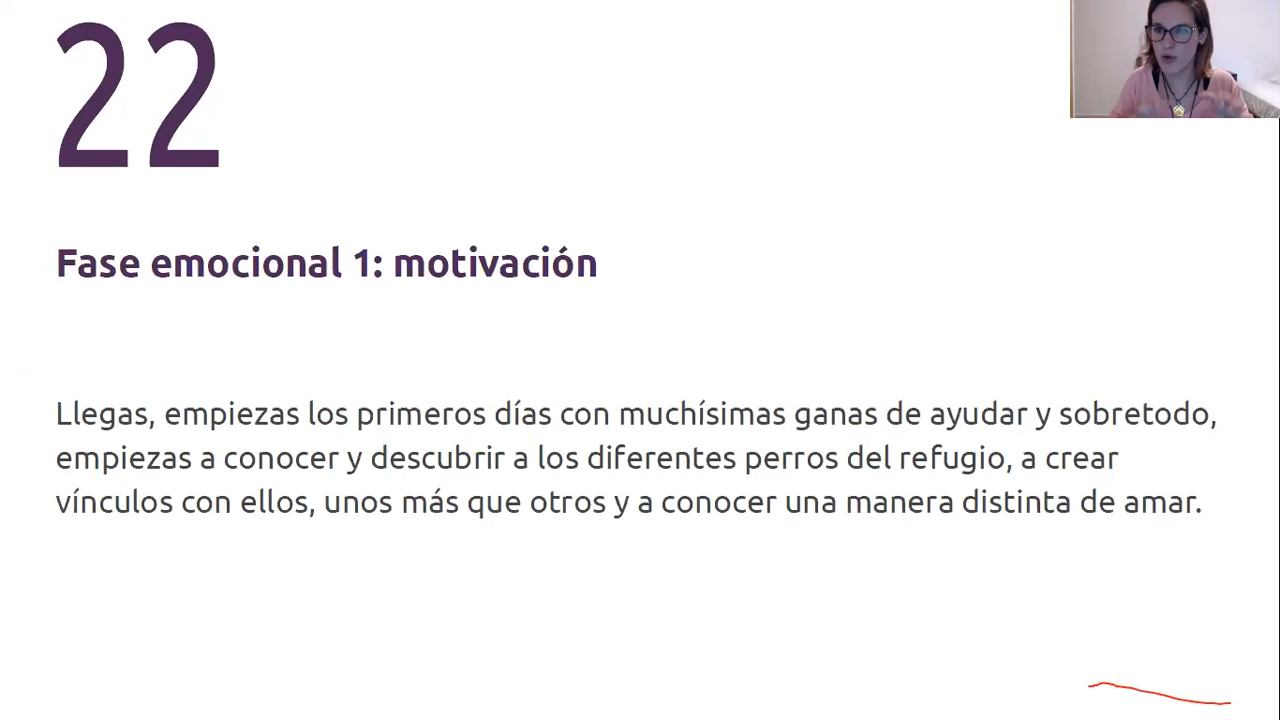 22
Fase emocional 1: motivación
Llegas, empiezas los primeros días con muchísimas ganas de ayudar y sobretodo,
empiezas a conocer y descubrir a los diferentes perros del refugio, a crear
vínculos con ellos, unos más que otros y a conocer una manera distinta de amar.